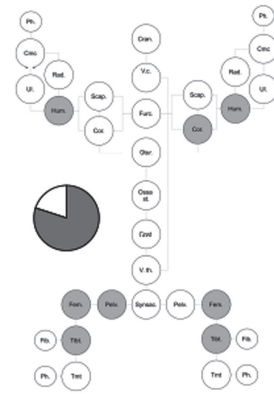 Ph.
Ph.
Cran.
Cmc
Cmc
Rad.
V.c.
Rad.
Ul.
Ul.
Scap.
Scap.
Hum.
Furc.
Hum.
Cor.
Cor.
Ster.
Ossa
st.
Cost
V. th.
Fem.
Pelv.
Synsac.
Pelv.
Fem.
Fib.
Tibt.
Tibt.
Fib.
Ph.
Tmt
Tmt
Ph.